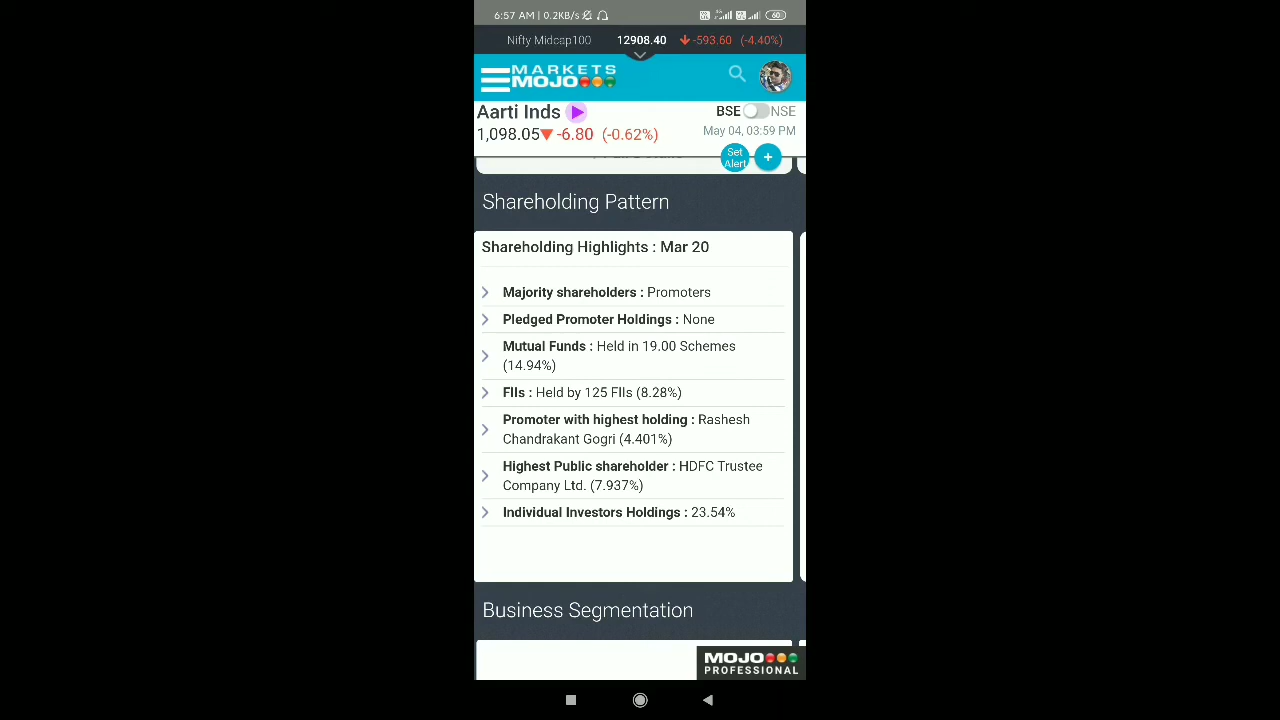 6:57 AM | 0.2KB/s
60
Nifty Midcap100 12908.40 -593.60 (-4.40%)
MARKETS
MOJO
Aarti Inds BSE NSE
1,098.05 -6.80 (-0.62%) May 04, 03:59 PM
Set
Alert
+
Shareholding Pattern
Shareholding Highlights : Mar 20
Majority shareholders : Promoters
Pledged Promoter Holdings : None
Mutual Funds : Held in 19.00 Schemes
(14.94%)
FIIs : Held by 125 FIIs (8.28%)
Promoter with highest holding : Rashesh
Chandrakant Gogri (4.401%)
Highest Public shareholder : HDFC Trustee
Company Ltd. (7.937%)
Individual Investors Holdings : 23.54%
Business Segmentation
MOJO
PROFESSIONAL